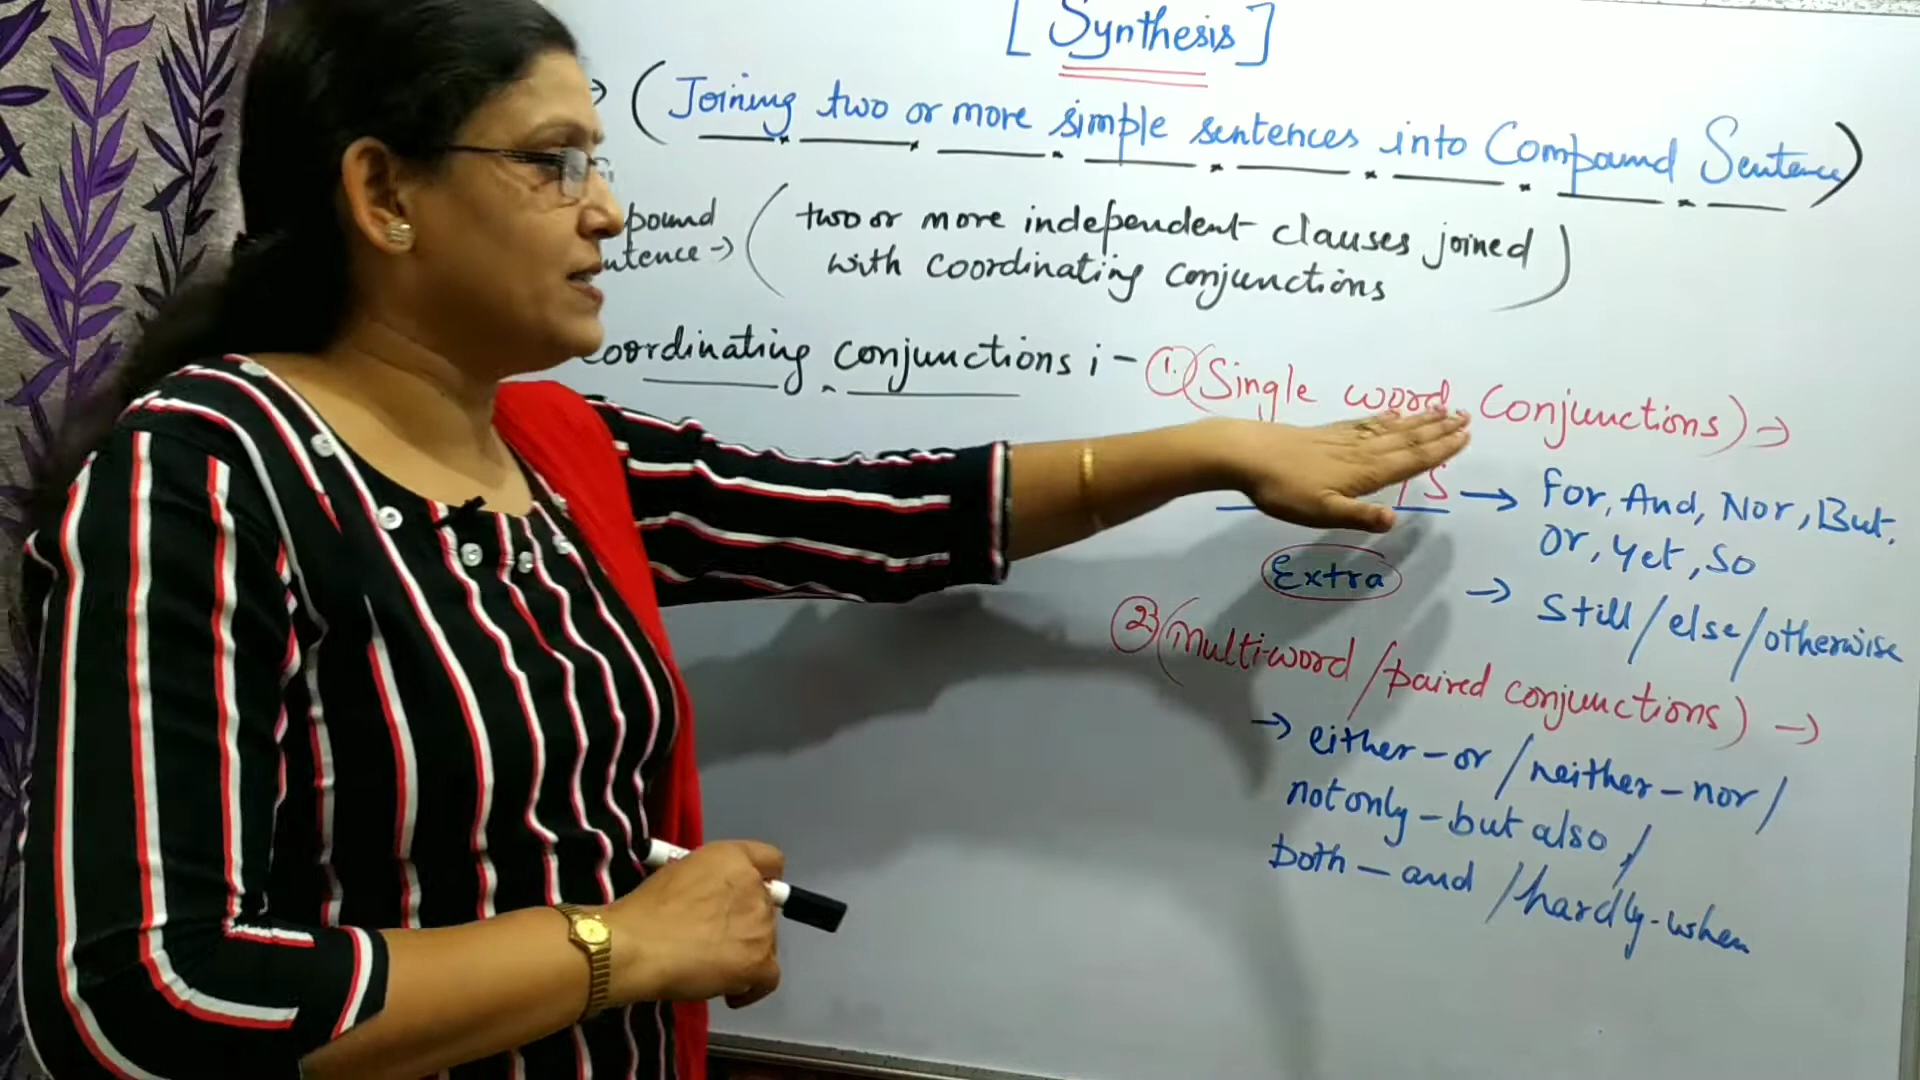 [Synthesis]
→ (Joining two or more simple sentences into Compound Sentence)
pound (two or more independent clauses joined
ntence → with coordinating conjunctions)
coordinating conjunctions :- ① (Single word conjunctions) →
YS → for, And, Nor, But,
or, yet, so
Extra → still/else/otherwise
② (Multi-word/paired conjunctions) →
→ either-or/neither-nor/
not only-but also/
both-and/hardly-when